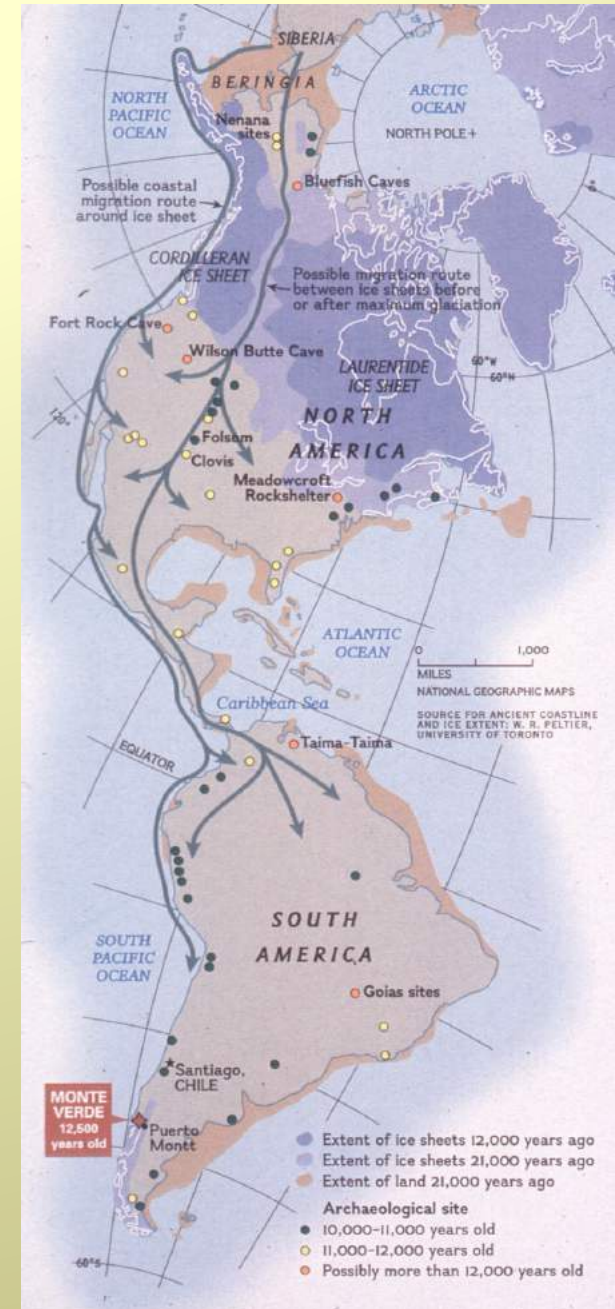 SIBERIA
BERINGIA
NORTH
PACIFIC
OCEAN
ARCTIC
OCEAN
NORTH POLE+
Nenana
sites
Bluefish Caves
Possible coastal
migration route
around ice sheet
CORDILLERAN
ICE SHEET
Possible migration route
between ice sheets before
or after maximum glaciation
Fort Rock Cave
Wilson Butte Cave
LAURENTIDE
ICE SHEET
60°W
60°N
120°
NORTH
AMERICA
Folsom
Clovis
Meadowcroft
Rockshelter
ATLANTIC
OCEAN
0 1,000
MILES
NATIONAL GEOGRAPHIC MAPS
SOURCE FOR ANCIENT COASTLINE
AND ICE EXTENT: W. R. PELTIER,
UNIVERSITY OF TORONTO
Caribbean Sea
EQUATOR
Taima-Taima
SOUTH
AMERICA
SOUTH
PACIFIC
OCEAN
Goias sites
Santiago,
CHILE
MONTE
VERDE
12,500
years old
Puerto
Montt
60°S
Extent of ice sheets 12,000 years ago
Extent of ice sheets 21,000 years ago
Extent of land 21,000 years ago
Archaeological site
10,000–11,000 years old
11,000–12,000 years old
Possibly more than 12,000 years old